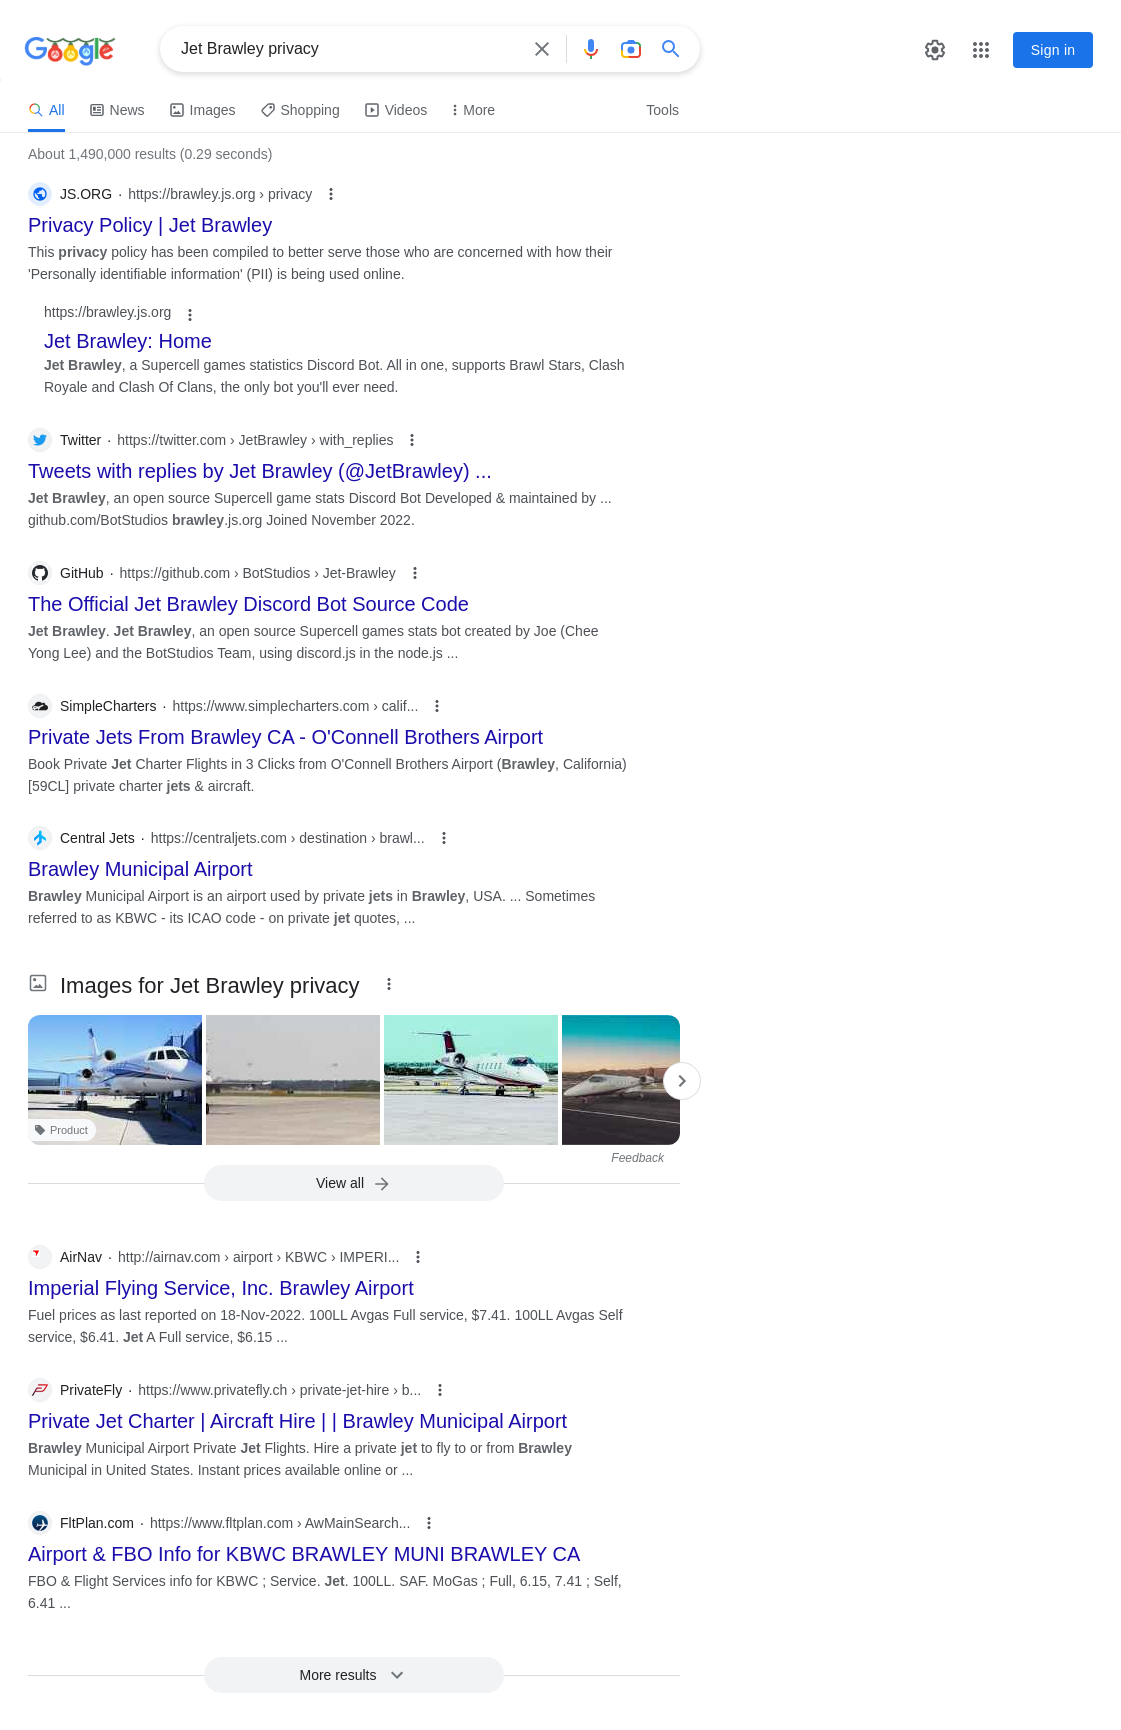 Google
Jet Brawley privacy
Sign in
All News Images Shopping Videos More Tools
About 1,490,000 results (0.29 seconds)
JS.ORG · https://brawley.js.org › privacy
Privacy Policy | Jet Brawley
This privacy policy has been compiled to better serve those who are concerned with how their
'Personally identifiable information' (PII) is being used online.
https://brawley.js.org
Jet Brawley: Home
Jet Brawley, a Supercell games statistics Discord Bot. All in one, supports Brawl Stars, Clash
Royale and Clash Of Clans, the only bot you'll ever need.
Twitter · https://twitter.com › JetBrawley › with_replies
Tweets with replies by Jet Brawley (@JetBrawley) ...
Jet Brawley, an open source Supercell game stats Discord Bot Developed & maintained by ...
github.com/BotStudios brawley.js.org Joined November 2022.
GitHub · https://github.com › BotStudios › Jet-Brawley
The Official Jet Brawley Discord Bot Source Code
Jet Brawley. Jet Brawley, an open source Supercell games stats bot created by Joe (Chee
Yong Lee) and the BotStudios Team, using discord.js in the node.js ...
SimpleCharters · https://www.simplecharters.com › calif...
Private Jets From Brawley CA - O'Connell Brothers Airport
Book Private Jet Charter Flights in 3 Clicks from O'Connell Brothers Airport (Brawley, California)
[59CL] private charter jets & aircraft.
Central Jets · https://centraljets.com › destination › brawl...
Brawley Municipal Airport
Brawley Municipal Airport is an airport used by private jets in Brawley, USA. ... Sometimes
referred to as KBWC - its ICAO code - on private jet quotes, ...
Images for Jet Brawley privacy
Product
Feedback
View all
AirNav · http://airnav.com › airport › KBWC › IMPERI...
Imperial Flying Service, Inc. Brawley Airport
Fuel prices as last reported on 18-Nov-2022. 100LL Avgas Full service, $7.41. 100LL Avgas Self
service, $6.41. Jet A Full service, $6.15 ...
PrivateFly · https://www.privatefly.ch › private-jet-hire › b...
Private Jet Charter | Aircraft Hire | | Brawley Municipal Airport
Brawley Municipal Airport Private Jet Flights. Hire a private jet to fly to or from Brawley
Municipal in United States. Instant prices available online or ...
FltPlan.com · https://www.fltplan.com › AwMainSearch...
Airport & FBO Info for KBWC BRAWLEY MUNI BRAWLEY CA
FBO & Flight Services info for KBWC ; Service. Jet. 100LL. SAF. MoGas ; Full, 6.15, 7.41 ; Self,
6.41 ...
More results